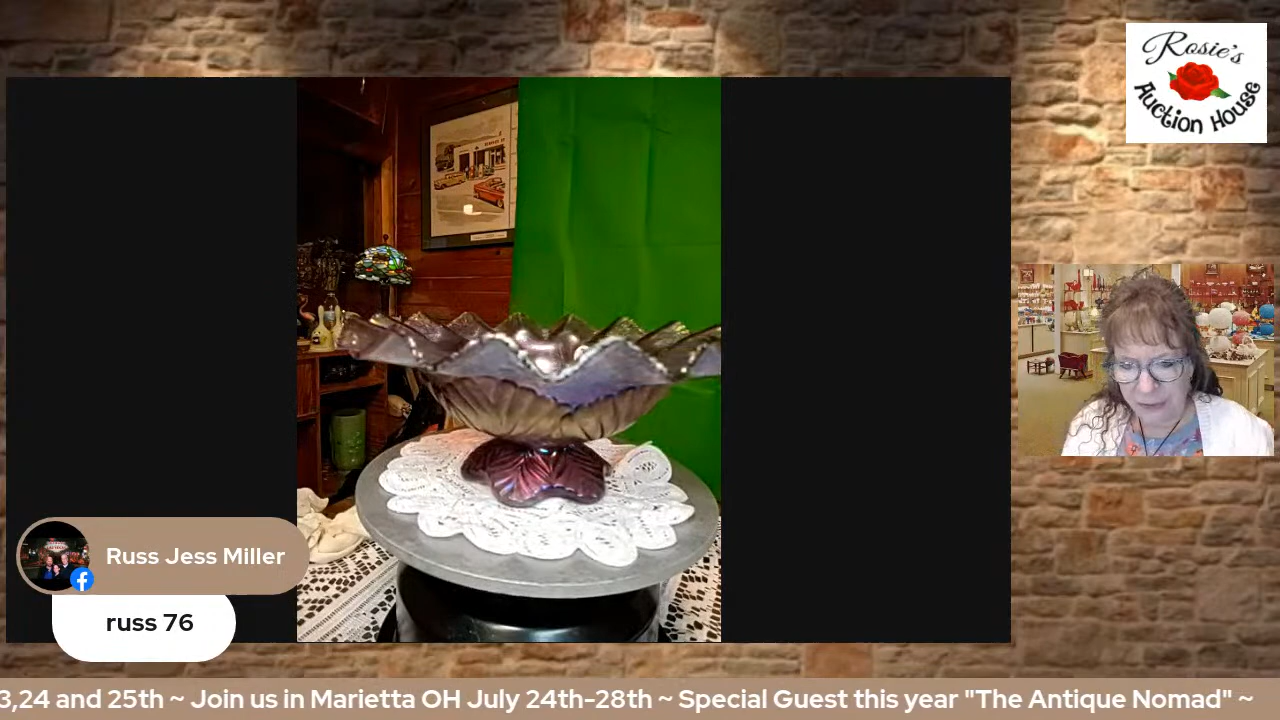 Rosie's
Auction House
Russ Jess Miller
russ 76
3,24 and 25th ~ Join us in Marietta OH July 24th-28th ~ Special Guest this year "The Antique Nomad" ~